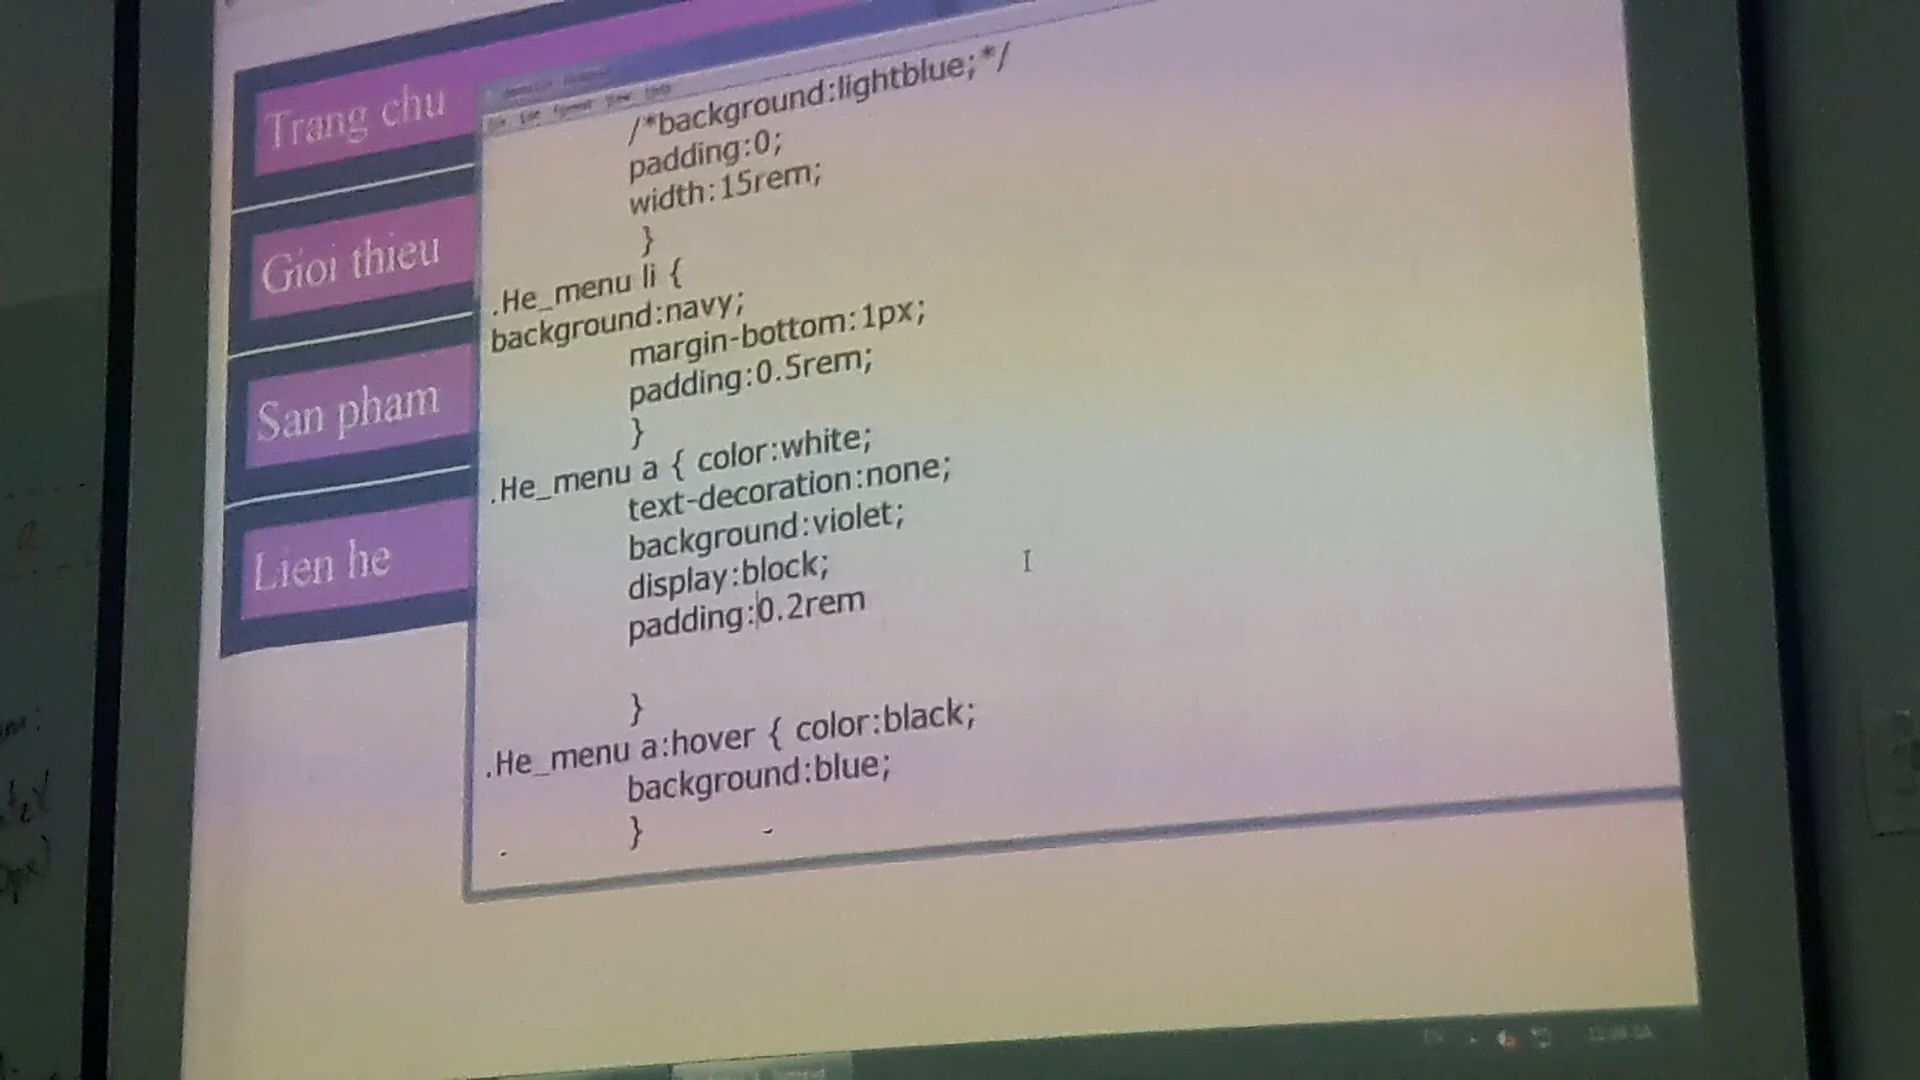 Trang chu
Gioi thieu
San pham
Lien he
/*background:lightblue;*/
padding:0;
width:15rem;
}
.He_menu li {
background:navy;
margin-bottom:1px;
padding:0.5rem;
}
.He_menu a { color:white;
text-decoration:none;
background:violet;
display:block;
padding:0.2rem
}
.He_menu a:hover { color:black;
background:blue;
}